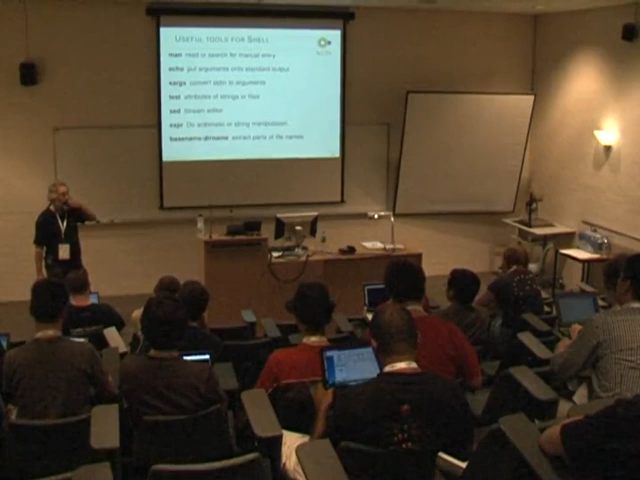 USEFUL TOOLS FOR SHELL
man read or search for manual entry
echo put arguments onto standard output
xargs convert stdin to arguments
test attributes of strings or files
sed Stream editor
expr Do arithmetic or string manipulation.
basename/dirname extract parts of file names